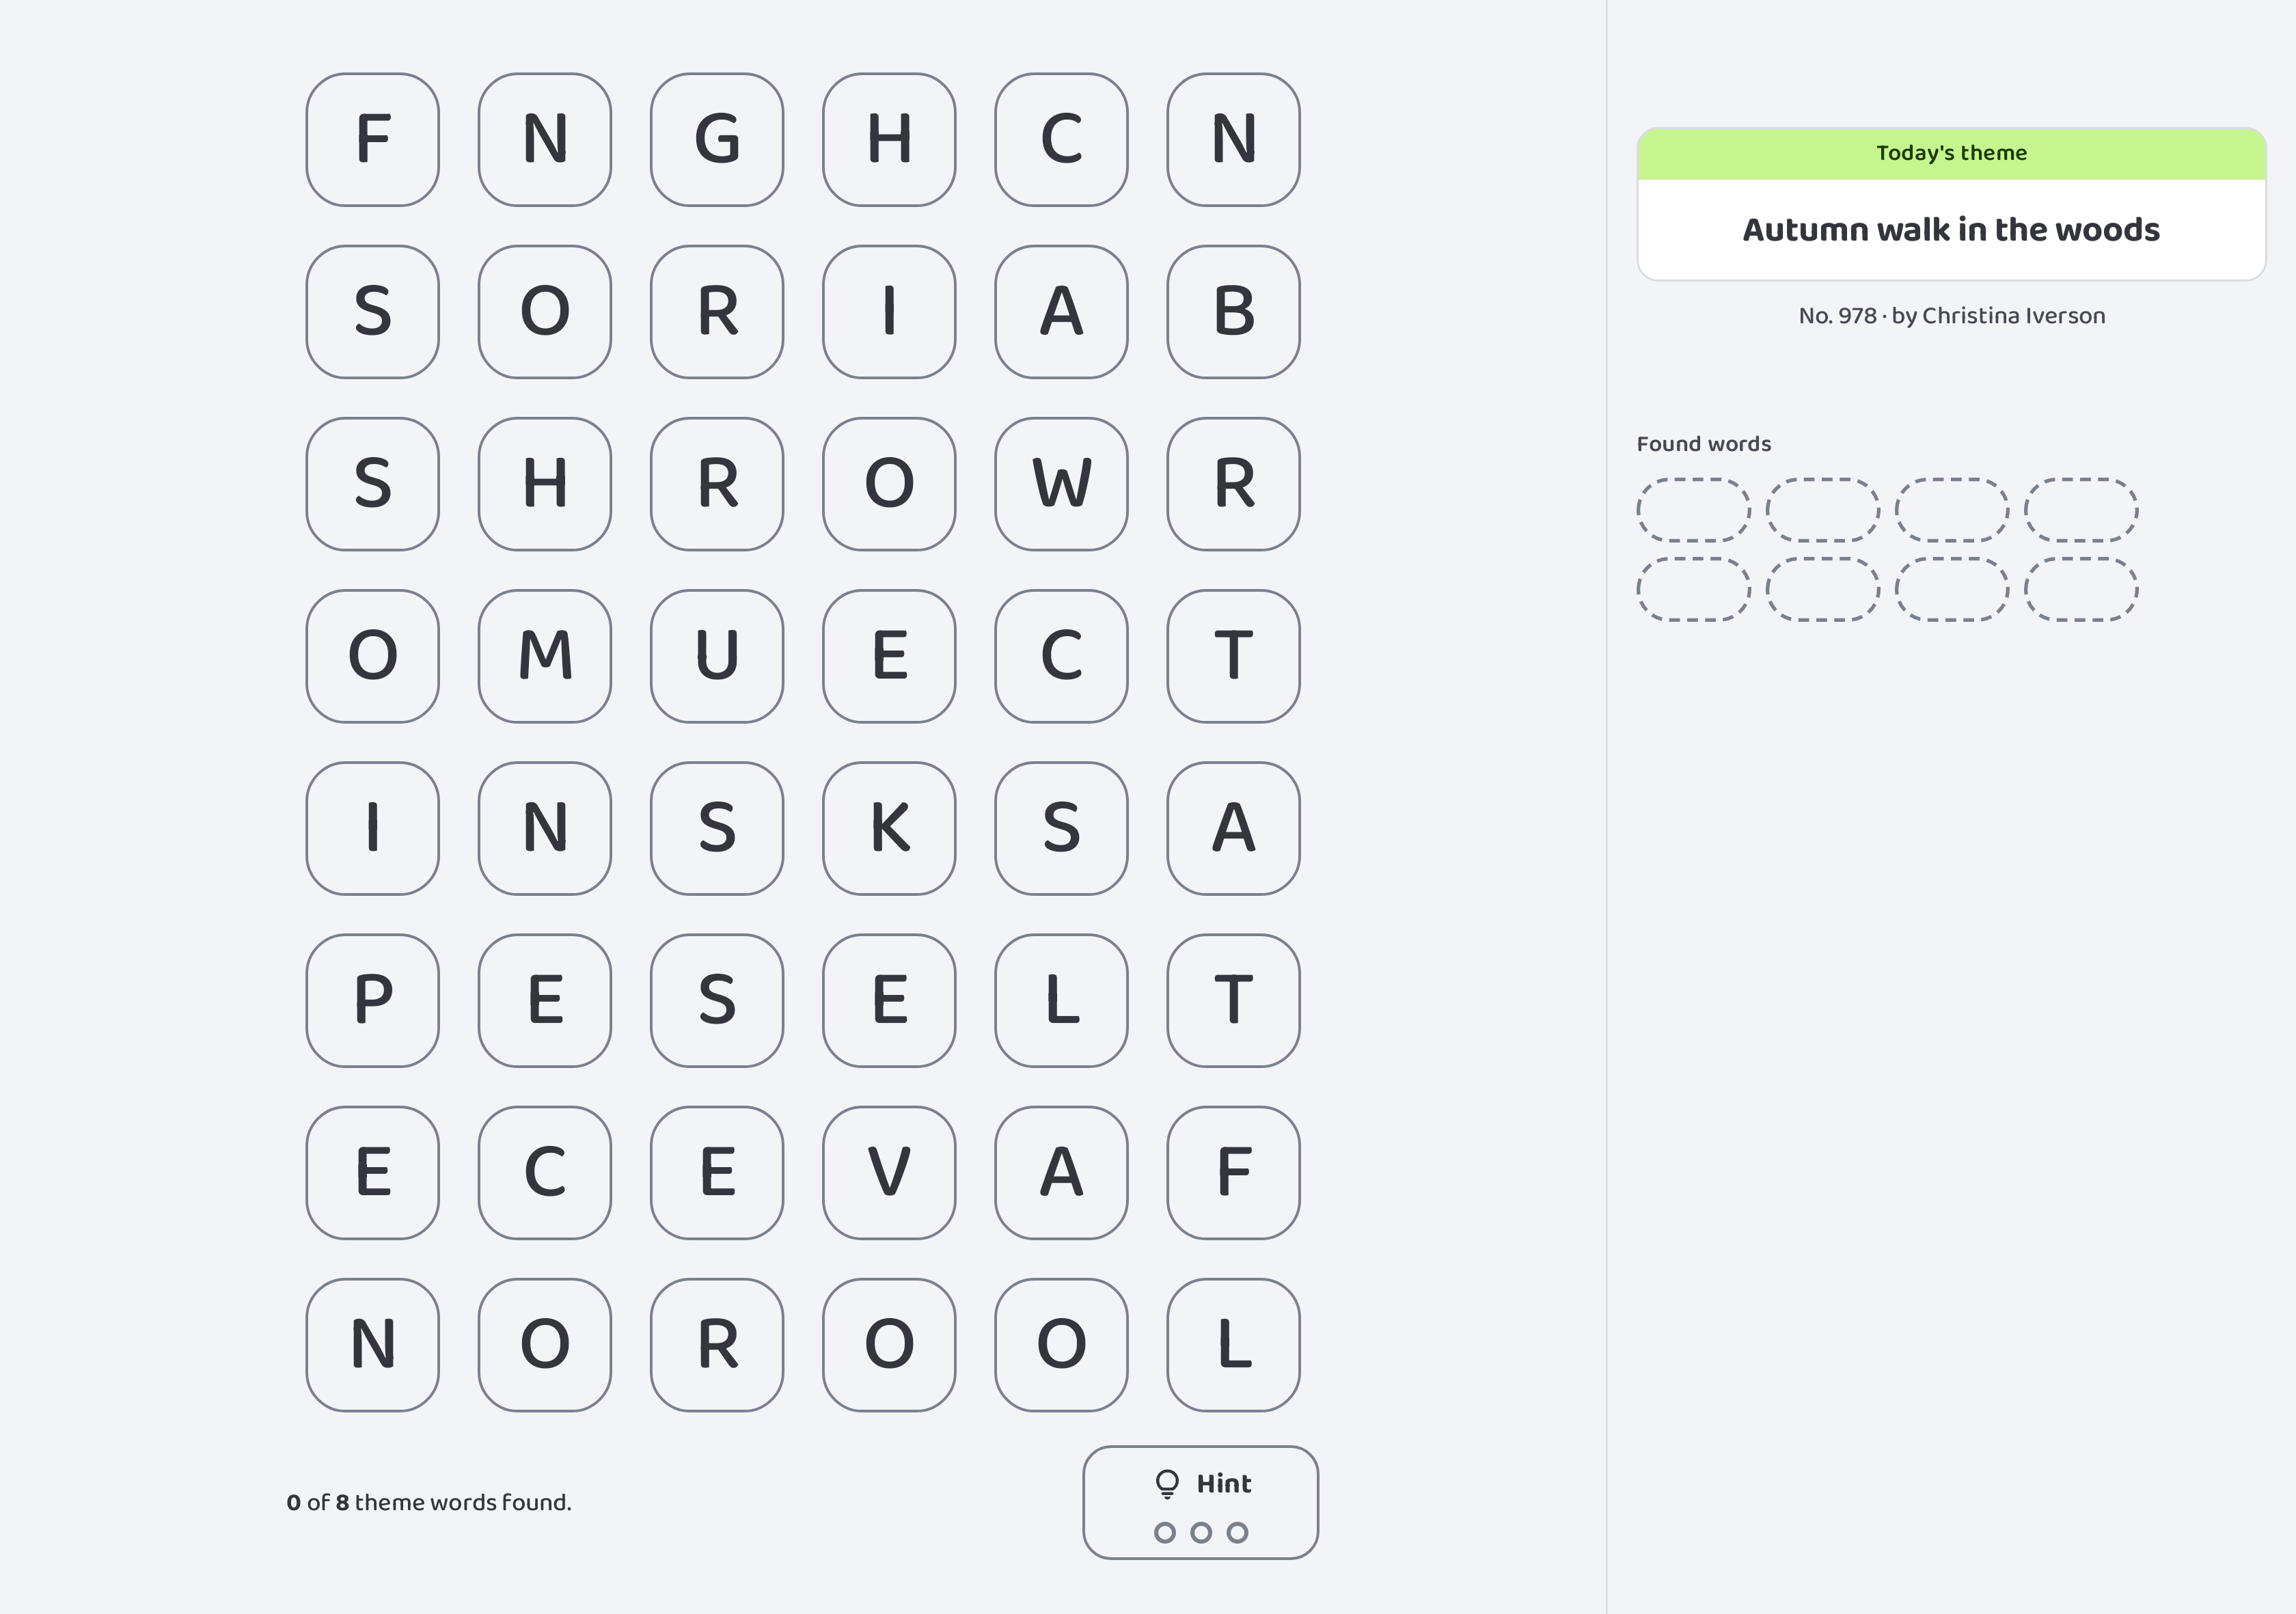 F N G H C N
S O R I A B
S H R O W R
O M U E C T
I N S K S A
P E S E L T
E C E V A F
N O R O O L
0 of 8 theme words found.
Hint
Today's theme
Autumn walk in the woods
No. 978 · by Christina Iverson
Found words